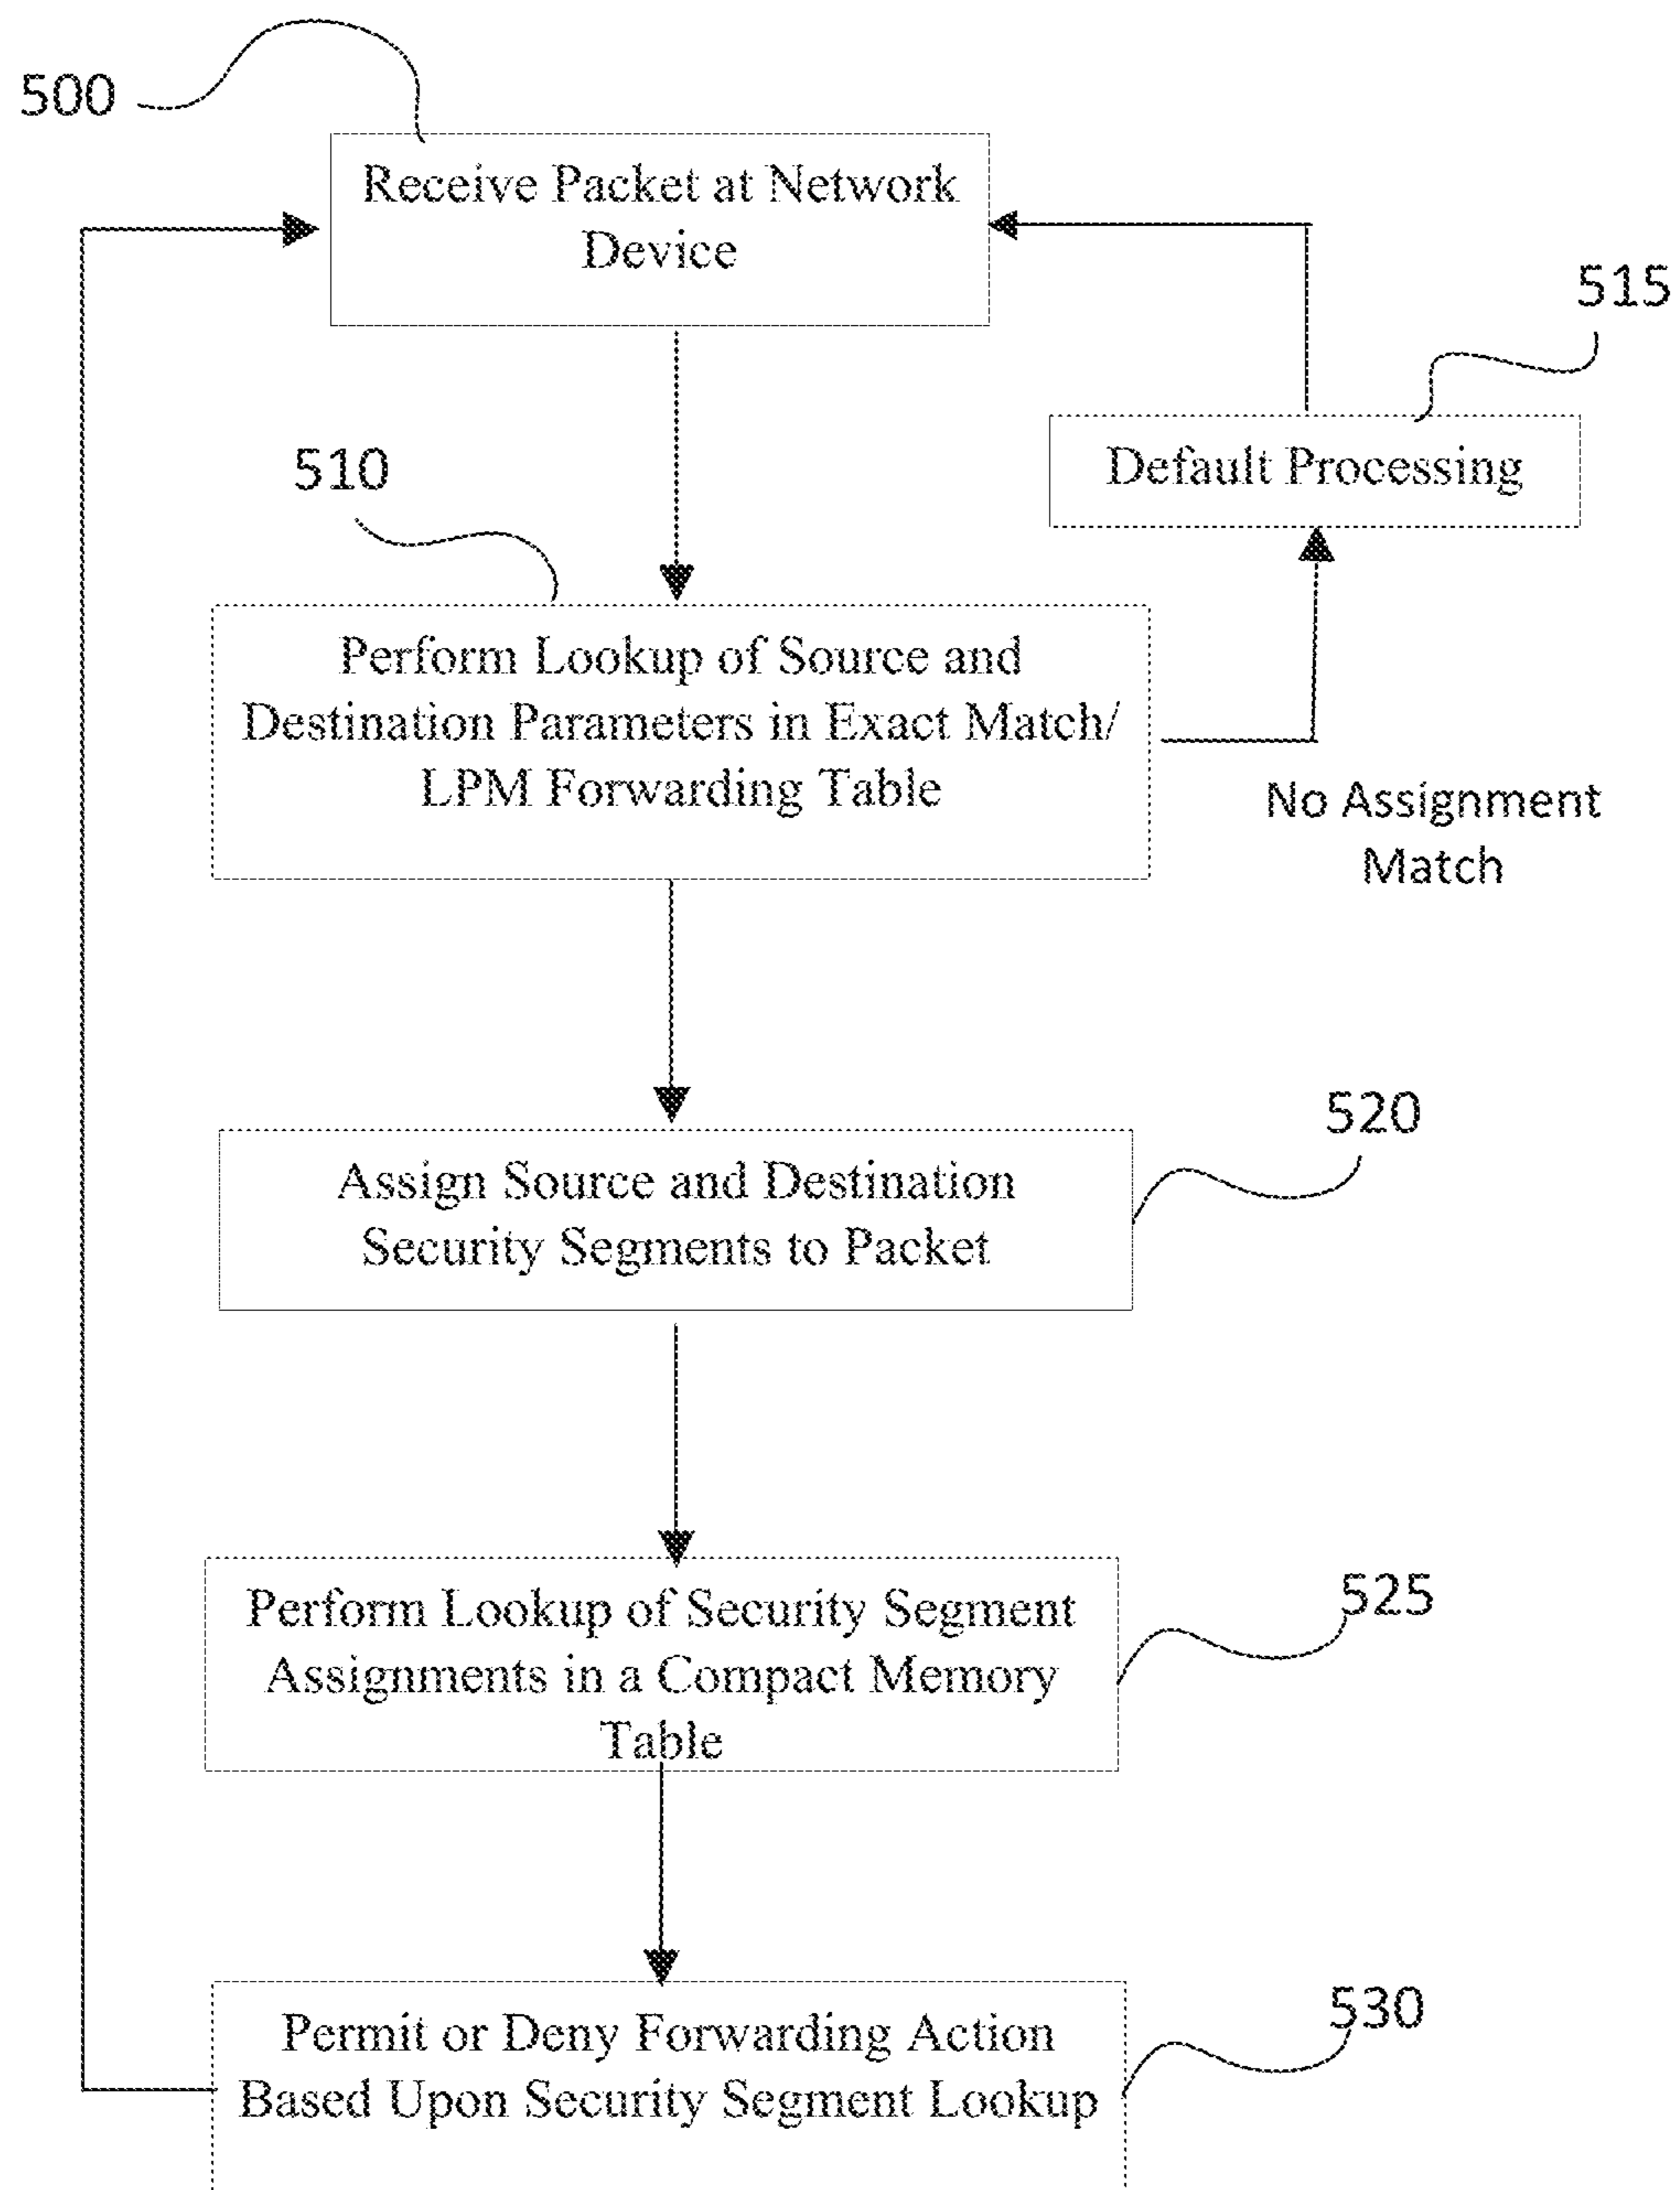 500
Receive Packet at Network
Device
515
Default Processing
510
Perform Lookup of Source and
Destination Parameters in Exact Match/
LPM Forwarding Table
No Assignment
Match
520
Assign Source and Destination
Security Segments to Packet
525
Perform Lookup of Security Segment
Assignments in a Compact Memory
Table
530
Permit or Deny Forwarding Action
Based Upon Security Segment Lookup